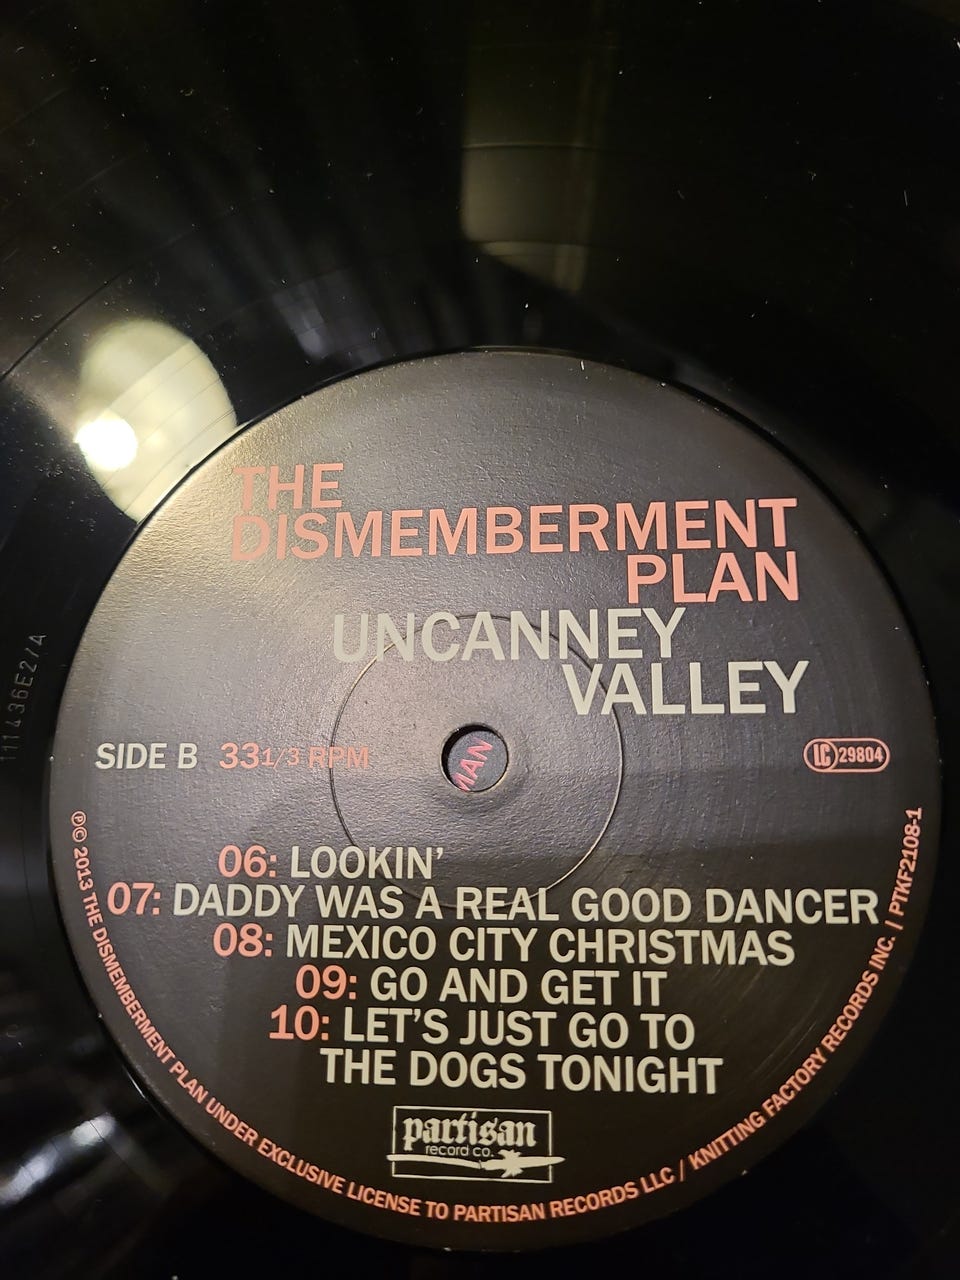 THE
DISMEMBERMENT
PLAN
UNCANNEY
VALLEY
SIDE B 33 1/3 RPM
LC 29804
MAN
06: LOOKIN'
07: DADDY WAS A REAL GOOD DANCER
08: MEXICO CITY CHRISTMAS
09: GO AND GET IT
10: LET'S JUST GO TO
THE DOGS TONIGHT
partisan
record co.
℗© 2013 THE DISMEMBERMENT PLAN UNDER EXCLUSIVE LICENSE TO PARTISAN RECORDS LLC / KNITTING FACTORY RECORDS INC. / PTKF2108-1
111436E2/A